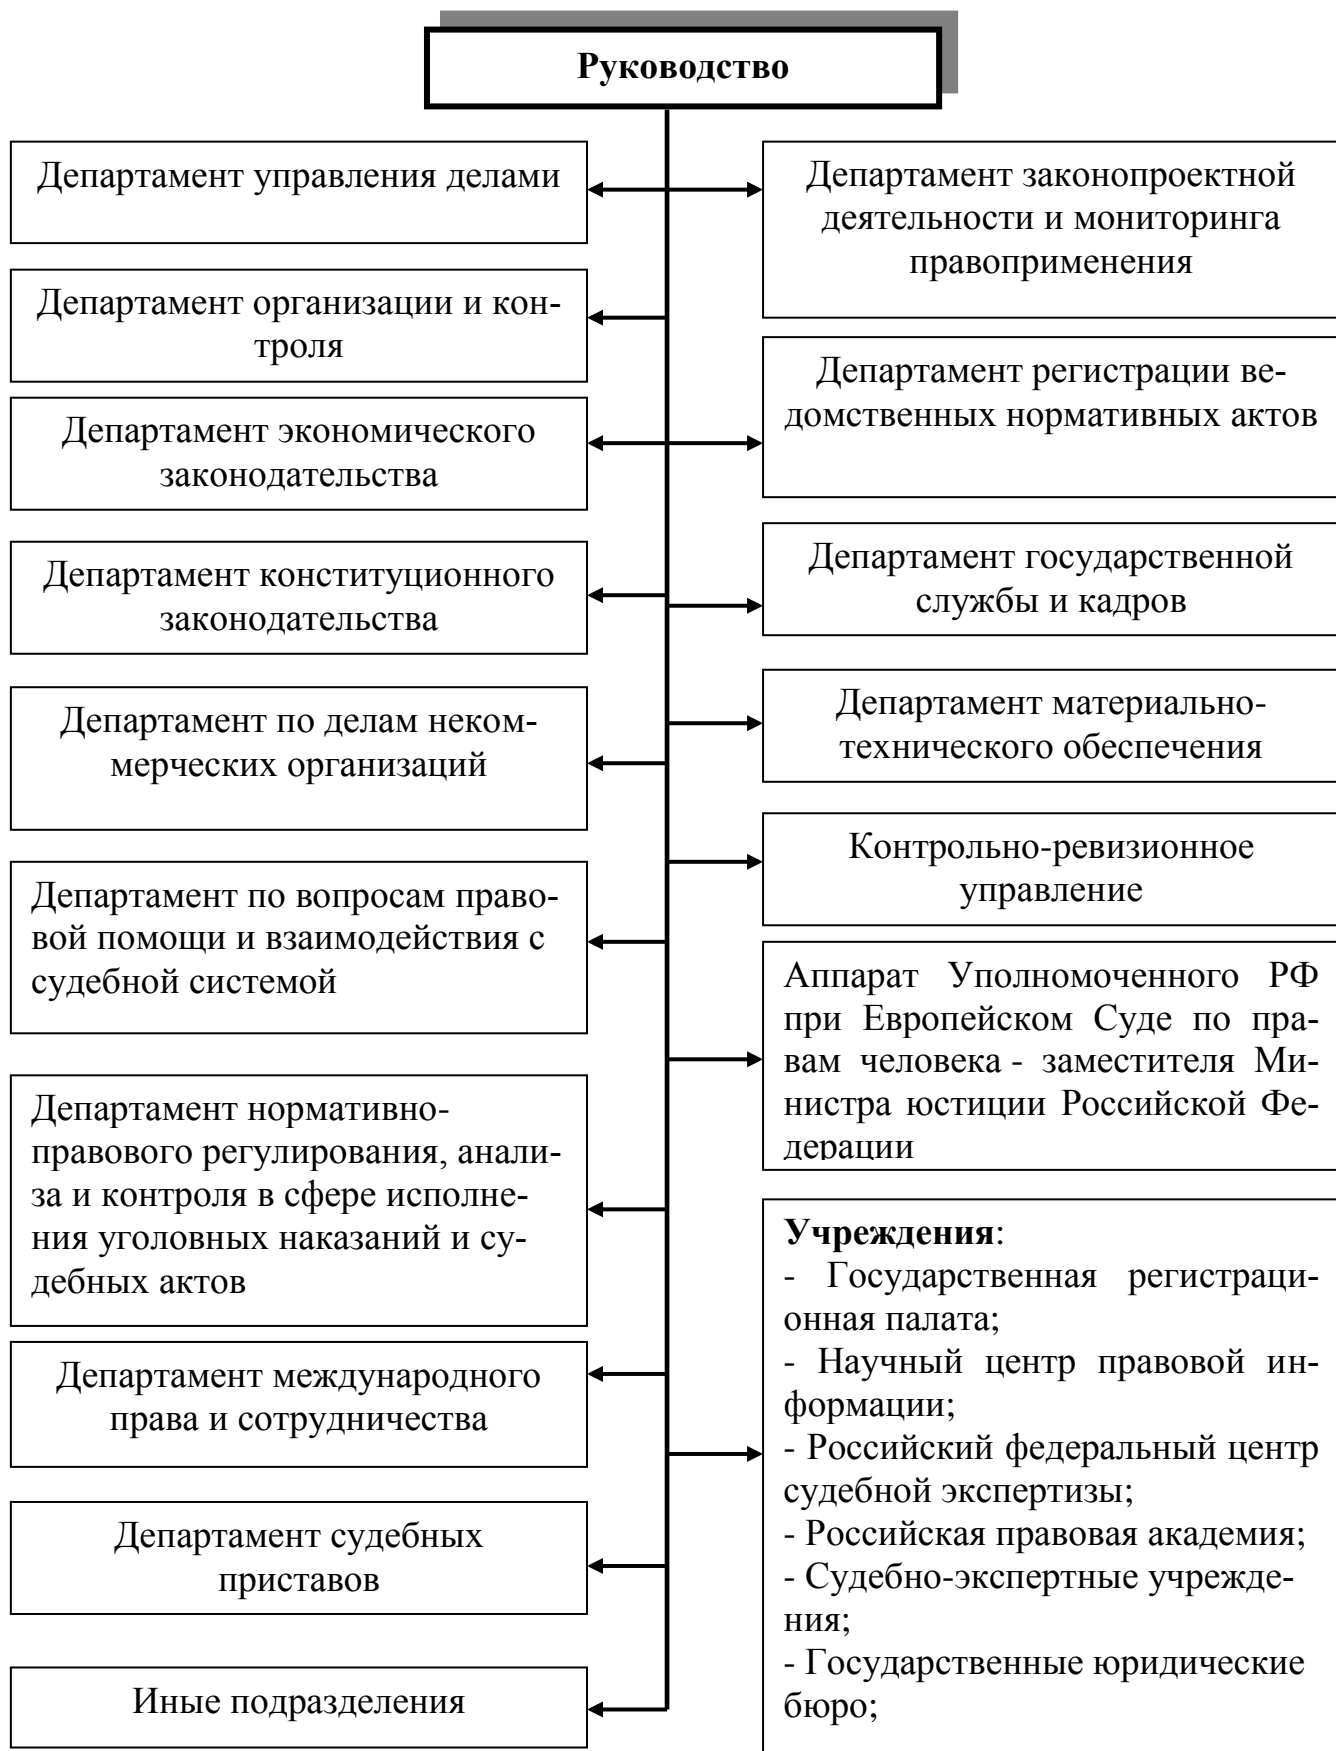 Руководство
Департамент управления делами
Департамент организации и кон-
троля
Департамент экономического
законодательства
Департамент конституционного
законодательства
Департамент по делам неком-
мерческих организаций
Департамент по вопросам право-
вой помощи и взаимодействия с
судебной системой
Департамент нормативно-
правового регулирования, анали-
за и контроля в сфере исполне-
ния уголовных наказаний и су-
дебных актов
Департамент международного
права и сотрудничества
Департамент судебных
приставов
Иные подразделения
Департамент законопроектной
деятельности и мониторинга
правоприменения
Департамент регистрации ве-
домственных нормативных актов
Департамент государственной
службы и кадров
Департамент материально-
технического обеспечения
Контрольно-ревизионное
управление
Аппарат Уполномоченного РФ
при Европейском Суде по пра-
вам человека - заместителя Ми-
нистра юстиции Российской Фе-
дерации
Учреждения:
- Государственная регистраци-
онная палата;
- Научный центр правовой ин-
формации;
- Российский федеральный центр
судебной экспертизы;
- Российская правовая академия;
- Судебно-экспертные учрежде-
ния;
- Государственные юридические
бюро;